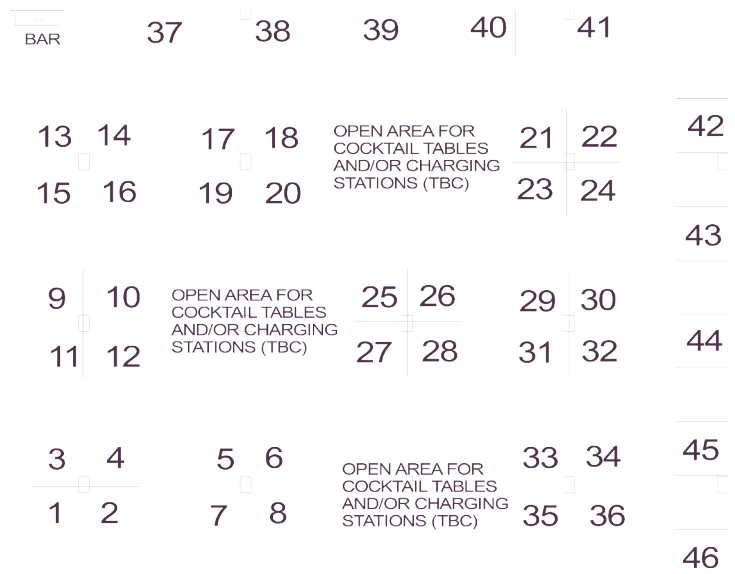 BAR 37 38 39 40 41
13 14 17 18 21 22 42
OPEN AREA FOR
COCKTAIL TABLES
AND/OR CHARGING
STATIONS (TBC)
15 16 19 20 23 24
43
9 10 25 26 29 30
OPEN AREA FOR
COCKTAIL TABLES
AND/OR CHARGING
STATIONS (TBC)
11 12 27 28 31 32 44
3 4 5 6 33 34 45
OPEN AREA FOR
COCKTAIL TABLES
AND/OR CHARGING
STATIONS (TBC)
1 2 7 8 35 36
46